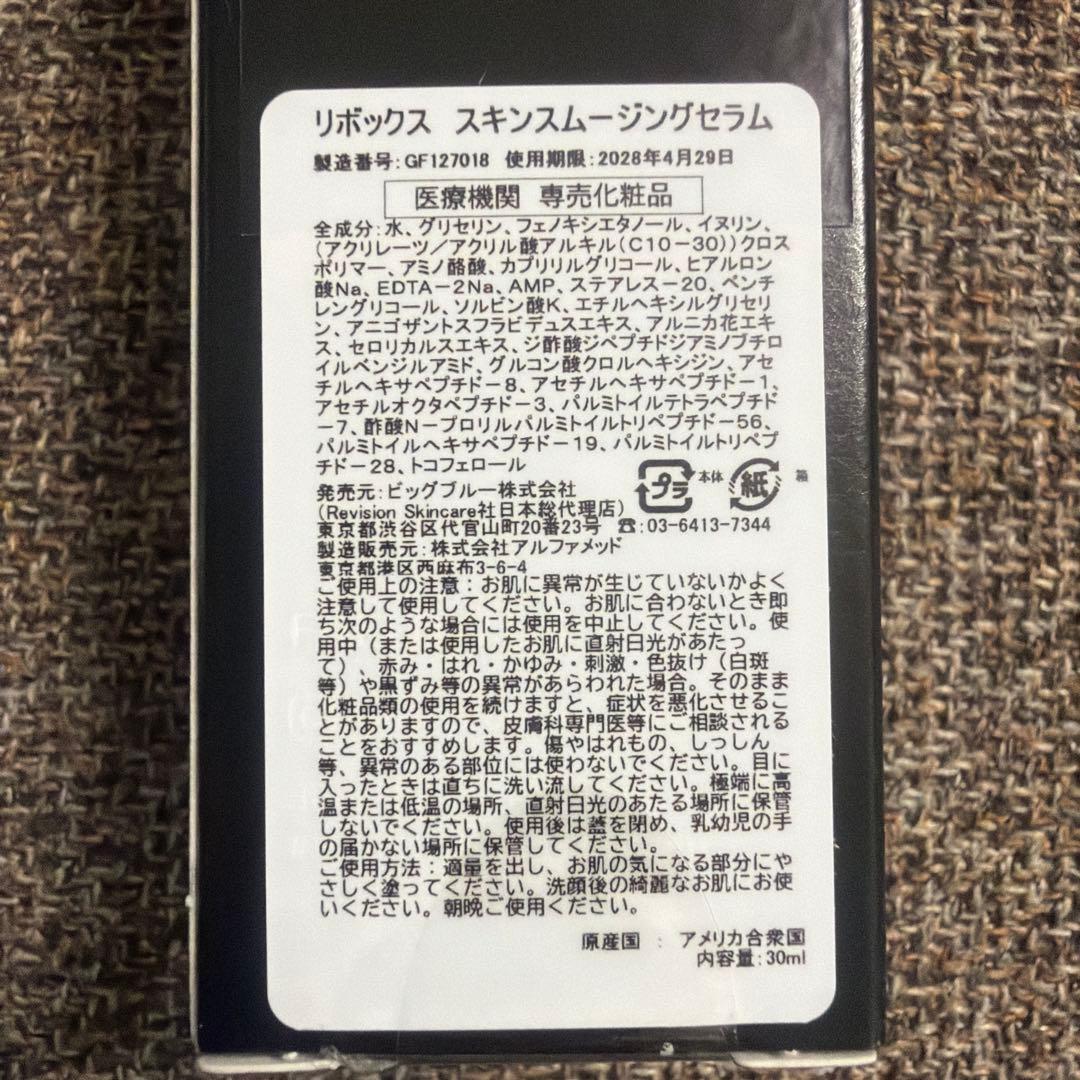 リボックス スキンスムージングセラム
製造番号:GF127018 使用期限:2028年4月29日
医療機関 専売化粧品
全成分:水、グリセリン、フェノキシエタノール、イヌリン、
(アクリレーツ/アクリル酸アルキル(C10-30))クロス
ポリマー、アミノ酪酸、カプリリルグリコール、ヒアルロン
酸Na、EDTA-2Na、AMP、ステアレス-20、ペンチ
レングリコール、ソルビン酸K、エチルヘキシルグリセリ
ン、アニゴザントスフラビデュスエキス、アルニカ花エキ
ス、セロリカルスエキス、ジ酢酸ジペプチドジアミノブチロ
イルベンジルアミド、グルコン酸クロルヘキシジン、アセ
チルヘキサペプチド-8、アセチルヘキサペプチド-1、
アセチルオクタペプチド-3、パルミトイルテトラペプチド
-7、酢酸N-プロリルパルミトイルトリペプチド-56、
パルミトイルヘキサペプチド-19、パルミトイルトリペプ
チド-28、トコフェロール
プラ 本体 紙 箱
発売元:ビッグブルー株式会社
(Revision Skincare社日本総代理店)
東京都渋谷区代官山町20番23号 ☎:03-6413-7344
製造販売元:株式会社アルファメッド
東京都港区西麻布3-6-4
ご使用上の注意:お肌に異常が生じていないかよく
注意して使用してください。お肌に合わないとき即
ち次のような場合には使用を中止してください。使
用中(または使用したお肌に直射日光があたっ
て)、赤み・はれ・かゆみ・刺激・色抜け(白斑
等)や黒ずみ等の異常があらわれた場合。そのまま
化粧品類の使用を続けますと、症状を悪化させるこ
とがありますので、皮膚科専門医等にご相談される
ことをおすすめします。傷やはれもの、しっしん
等、異常のある部位には使わないでください。目に
入ったときは直ちに洗い流してください。極端に高
温または低温の場所、直射日光のあたる場所に保管
しないでください。使用後は蓋を閉め、乳幼児の手
の届かない場所に保管してください。
ご使用方法:適量を出し、お肌の気になる部分にや
さしく塗ってください。洗顔後の綺麗なお肌にお使
いください。朝晩ご使用ください。
原産国 : アメリカ合衆国
内容量:30ml